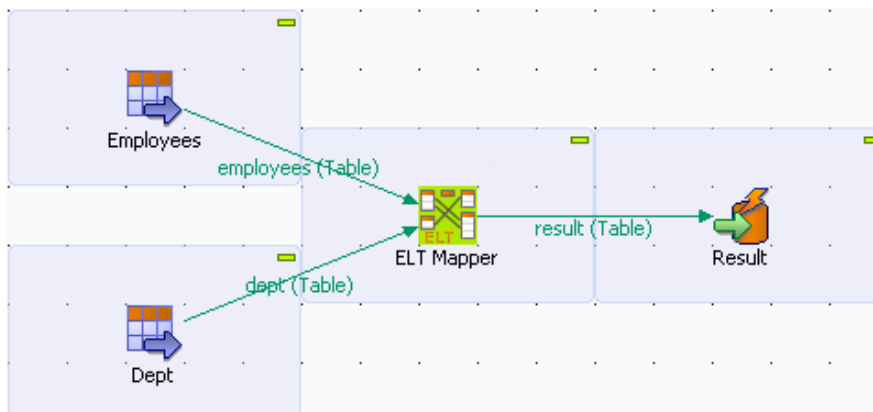 Employees
employees (Table)
ELT
ELT Mapper
result (Table)
Result
dept (Table)
Dept